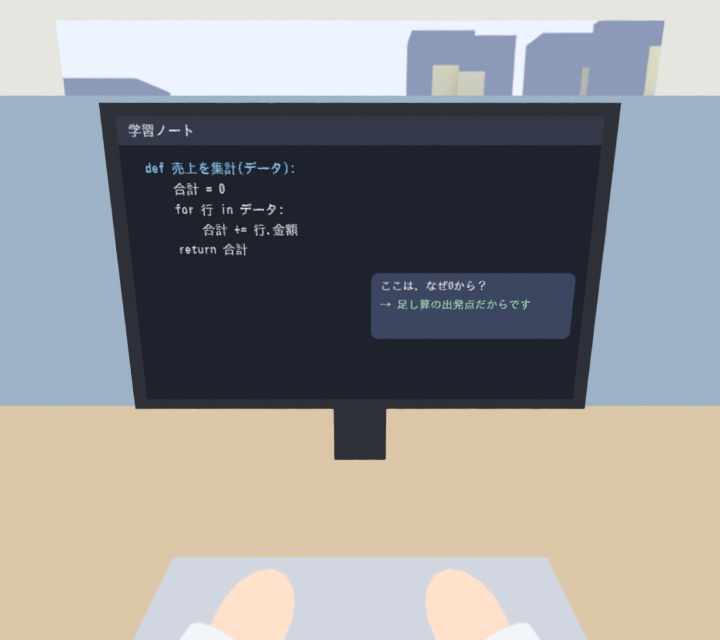 学習ノート
def 売上を集計(データ):
合計 = 0
for 行 in データ:
合計 += 行.金額
return 合計
ここは、なぜ0から？
→ 足し算の出発点だからです